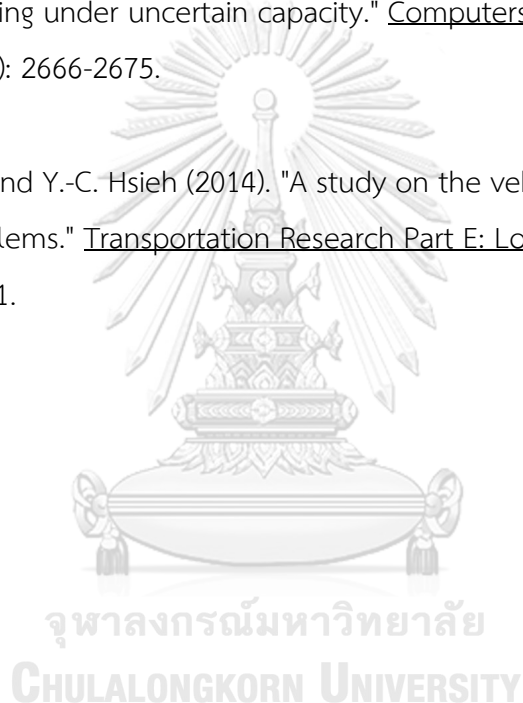 ing under uncertain capacity." Computers
): 2666-2675.
nd Y.-C. Hsieh (2014). "A study on the vel
lems." Transportation Research Part E: Lo
1.
จุฬาลงกรณ์มหาวิทยาลัย
CHULALONGKORN UNIVERSITY